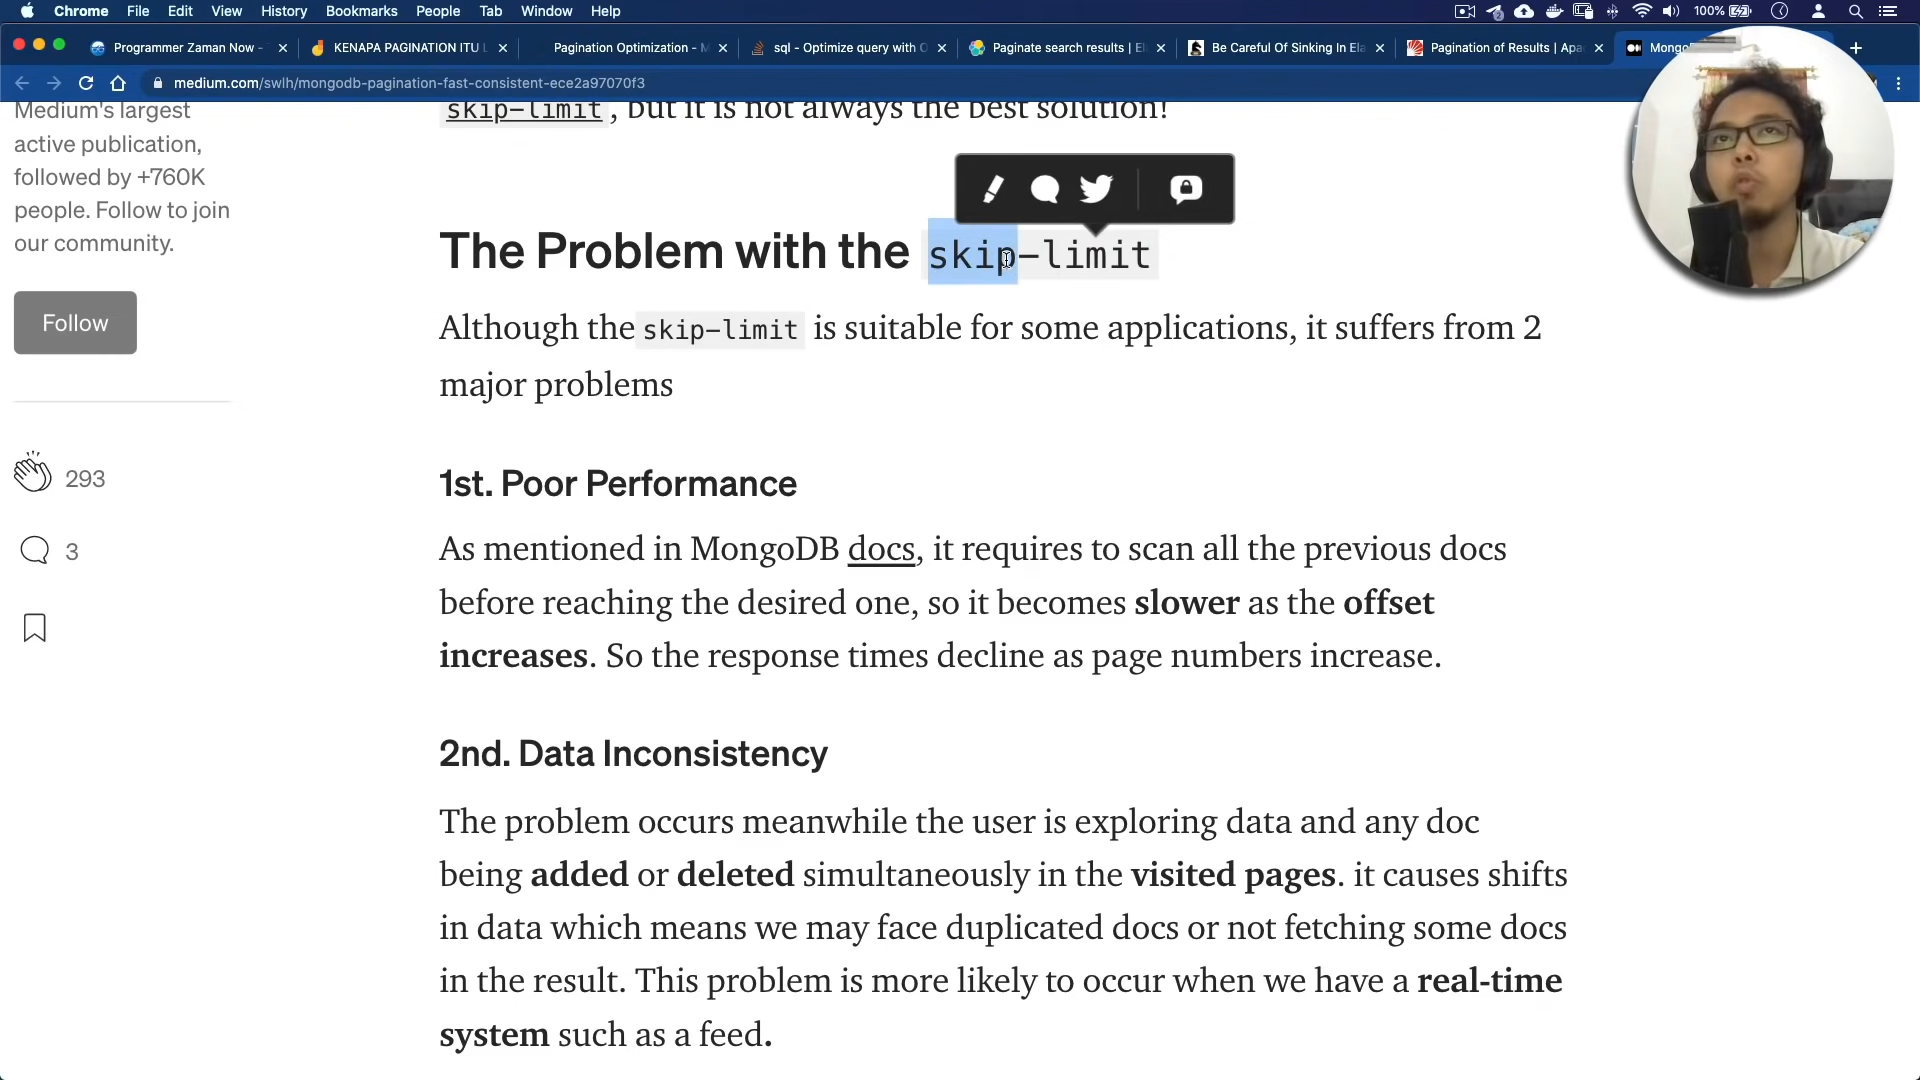 Chrome File Edit View History Bookmarks People Tab Window Help 100%
Programmer Zaman Now -
KENAPA PAGINATION ITU
Pagination Optimization -
sql - Optimize query with O
Paginate search results | El
Be Careful Of Sinking In Ela
Pagination of Results | Apa
medium.com/swlh/mongodb-pagination-fast-consistent-ece2a97070f3
Medium's largest
active publication,
followed by +760K
people. Follow to join
our community.
Follow
293
3
skip-limit, but it is not always the best solution!
The Problem with the skip-limit
Although the skip-limit is suitable for some applications, it suffers from 2
major problems
1st. Poor Performance
As mentioned in MongoDB docs, it requires to scan all the previous docs
before reaching the desired one, so it becomes slower as the offset
increases. So the response times decline as page numbers increase.
2nd. Data Inconsistency
The problem occurs meanwhile the user is exploring data and any doc
being added or deleted simultaneously in the visited pages. it causes shifts
in data which means we may face duplicated docs or not fetching some docs
in the result. This problem is more likely to occur when we have a real-time
system such as a feed.